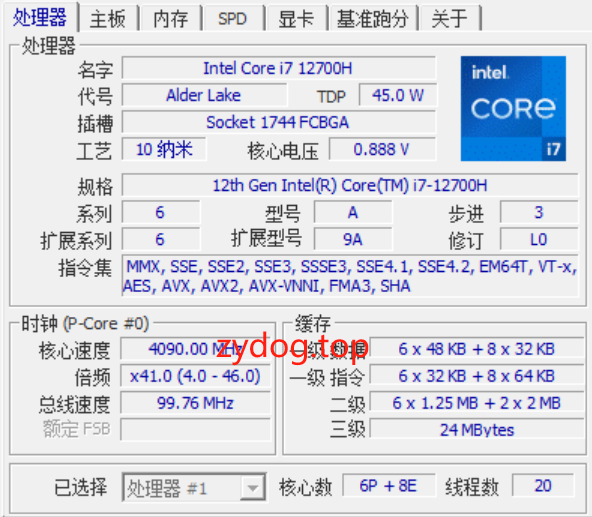 处理器 主板 内存 SPD 显卡 基准跑分 关于
处理器
名字 Intel Core i7 12700H
代号 Alder Lake TDP 45.0 W
插槽 Socket 1744 FCBGA
工艺 10 纳米 核心电压 0.888 V
intel.
CORE
i7
规格 12th Gen Intel(R) Core(TM) i7-12700H
系列 6 型号 A 步进 3
扩展系列 6 扩展型号 9A 修订 L0
指令集 MMX, SSE, SSE2, SSE3, SSSE3, SSE4.1, SSE4.2, EM64T, VT-x,
AES, AVX, AVX2, AVX-VNNI, FMA3, SHA
时钟 (P-Core #0)
核心速度 4090.00 MHz
倍频 x41.0 (4.0 - 46.0)
总线速度 99.76 MHz
额定 FSB
缓存
一级 数据 6 x 48 KB + 8 x 32 KB
一级 指令 6 x 32 KB + 8 x 64 KB
二级 6 x 1.25 MB + 2 x 2 MB
三级 24 MBytes
zydog.top
已选择 处理器 #1 核心数 6P + 8E 线程数 20